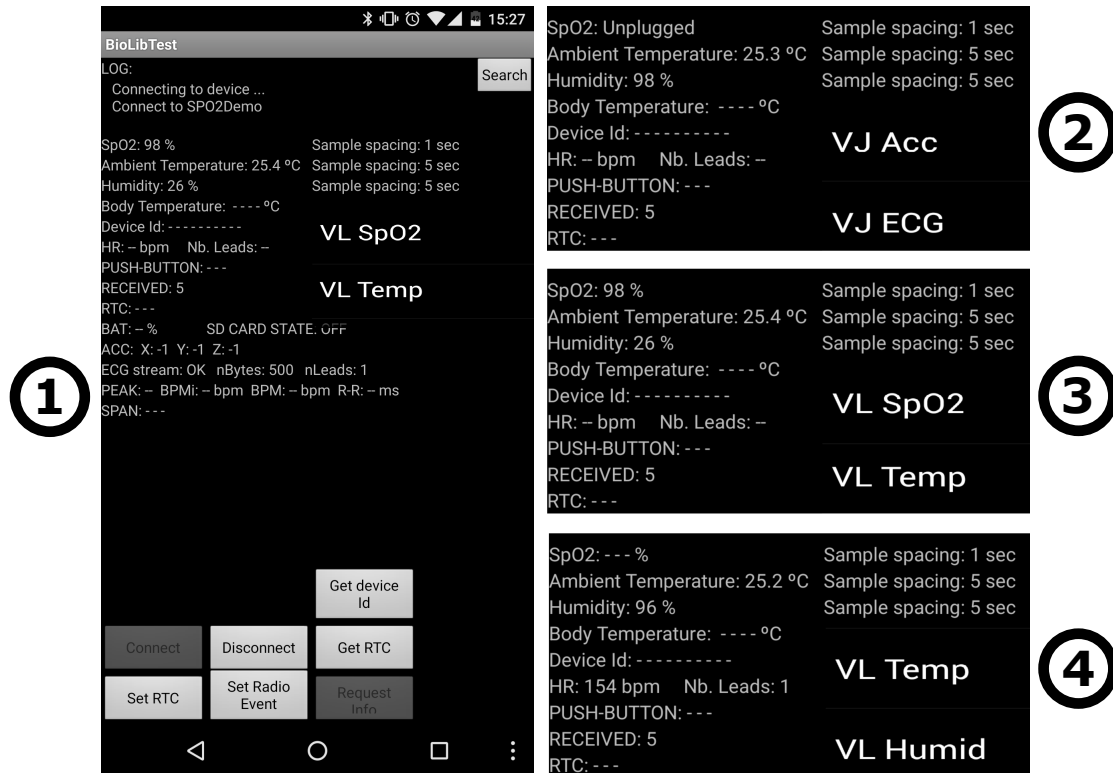 15:27
BioLibTest
LOG:
Connecting to device ...
Connect to SPO2Demo
Search
SpO2: 98 % Sample spacing: 1 sec
Ambient Temperature: 25.4 ºC Sample spacing: 5 sec
Humidity: 26 % Sample spacing: 5 sec
Body Temperature: - - - - ºC
Device Id: - - - - - - - - - -
VL SpO2
HR: -- bpm Nb. Leads: --
PUSH-BUTTON: - - -
RECEIVED: 5
VL Temp
RTC: - - -
BAT: -- % SD CARD STATE: OFF
ACC: X: -1 Y: -1 Z: -1
ECG stream: OK nBytes: 500 nLeads: 1
PEAK: -- BPMi: -- bpm BPM: -- bpm R-R: -- ms
SPAN: - - -
Get device
Id
Connect Disconnect Get RTC
Set RTC
Set Radio
Event
Request
Info
1
SpO2: Unplugged Sample spacing: 1 sec
Ambient Temperature: 25.3 ºC Sample spacing: 5 sec
Humidity: 98 % Sample spacing: 5 sec
Body Temperature: - - - - ºC
Device Id: - - - - - - - - - -
VJ Acc
HR: -- bpm Nb. Leads: --
PUSH-BUTTON: - - -
RECEIVED: 5
VJ ECG
RTC: - - -
2
SpO2: 98 % Sample spacing: 1 sec
Ambient Temperature: 25.4 ºC Sample spacing: 5 sec
Humidity: 26 % Sample spacing: 5 sec
Body Temperature: - - - - ºC
Device Id: - - - - - - - - - -
VL SpO2
HR: -- bpm Nb. Leads: --
PUSH-BUTTON: - - -
RECEIVED: 5
VL Temp
RTC: - - -
3
SpO2: - - - % Sample spacing: 1 sec
Ambient Temperature: 25.2 ºC Sample spacing: 5 sec
Humidity: 96 % Sample spacing: 5 sec
Body Temperature: - - - - ºC
Device Id: - - - - - - - - - -
VL Temp
HR: 154 bpm Nb. Leads: 1
PUSH-BUTTON: - - -
RECEIVED: 5
VL Humid
RTC: - - -
4